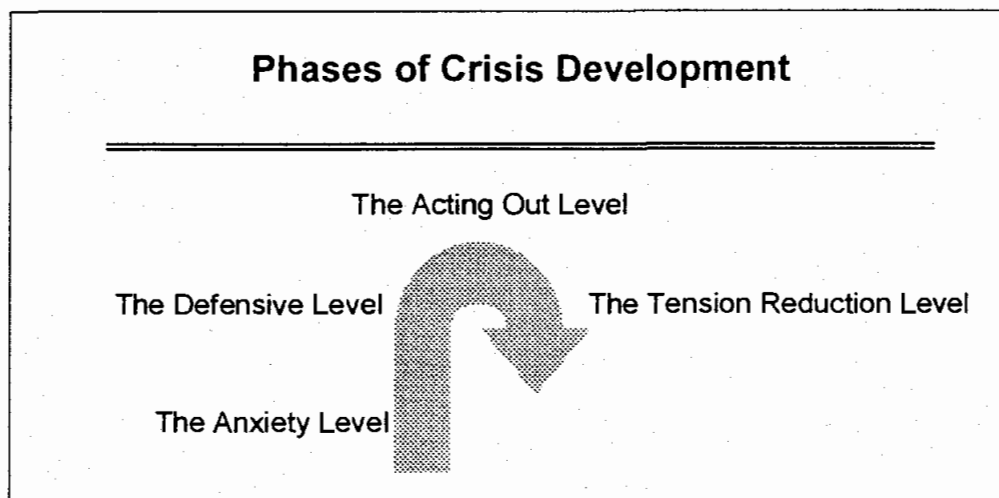 Phases of Crisis Development
The Acting Out Level
The Defensive Level
The Tension Reduction Level
The Anxiety Level